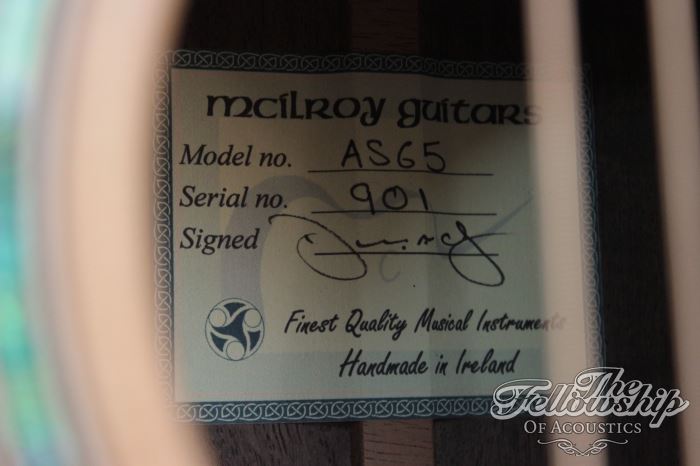 mcilroy guitars
Model no. AS65
Serial no. 901
Signed
Finest Quality Musical Instruments
Handmade in Ireland
The
Fellowship
OF ACOUSTICS